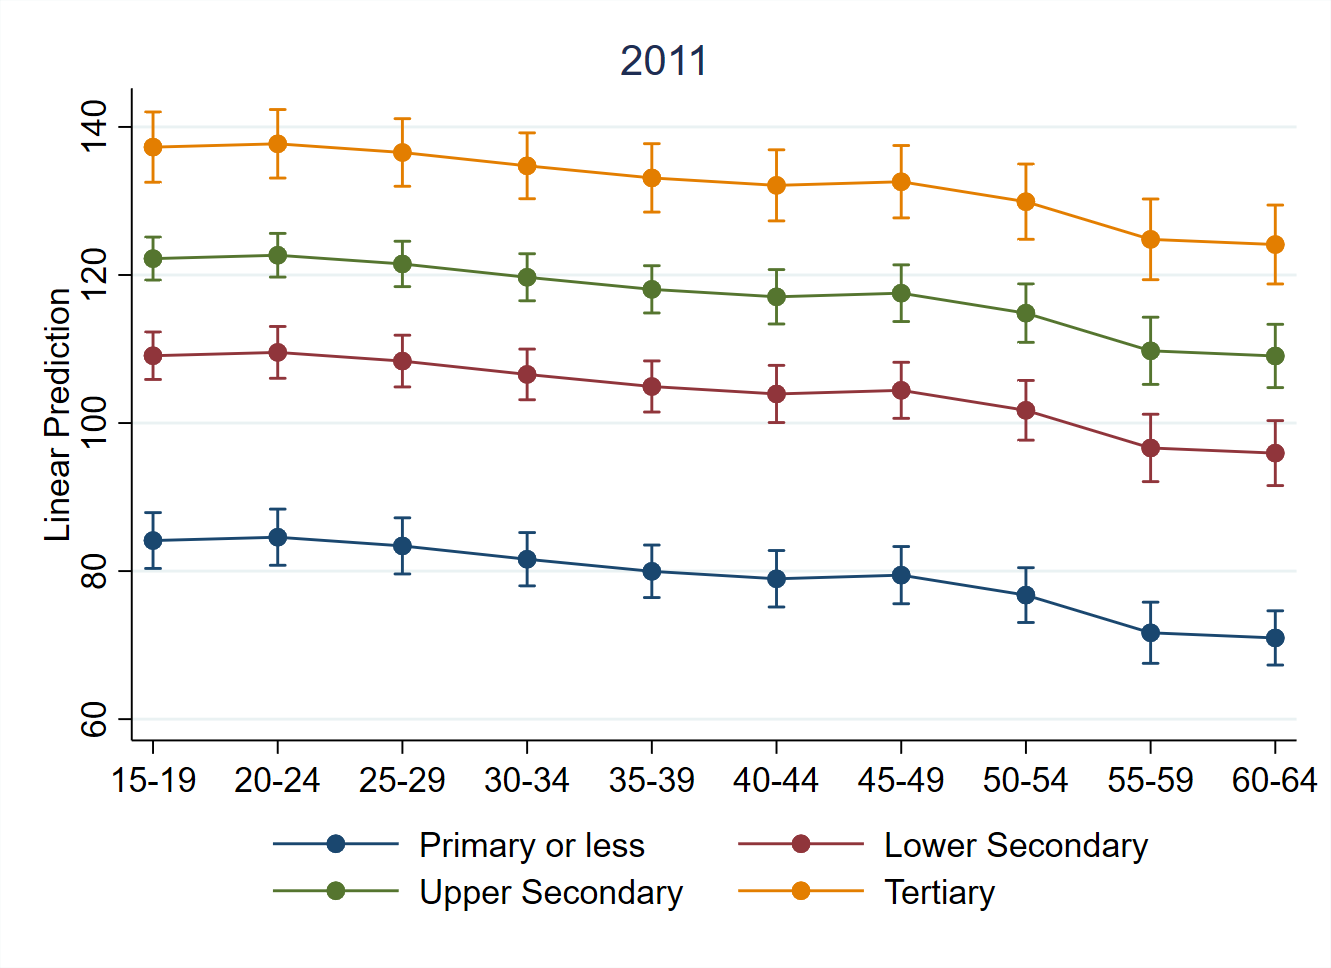 2011
Linear Prediction
140
120
100
80
60
15-19 20-24 25-29 30-34 35-39 40-44 45-49 50-54 55-59 60-64
Primary or less Lower Secondary
Upper Secondary Tertiary